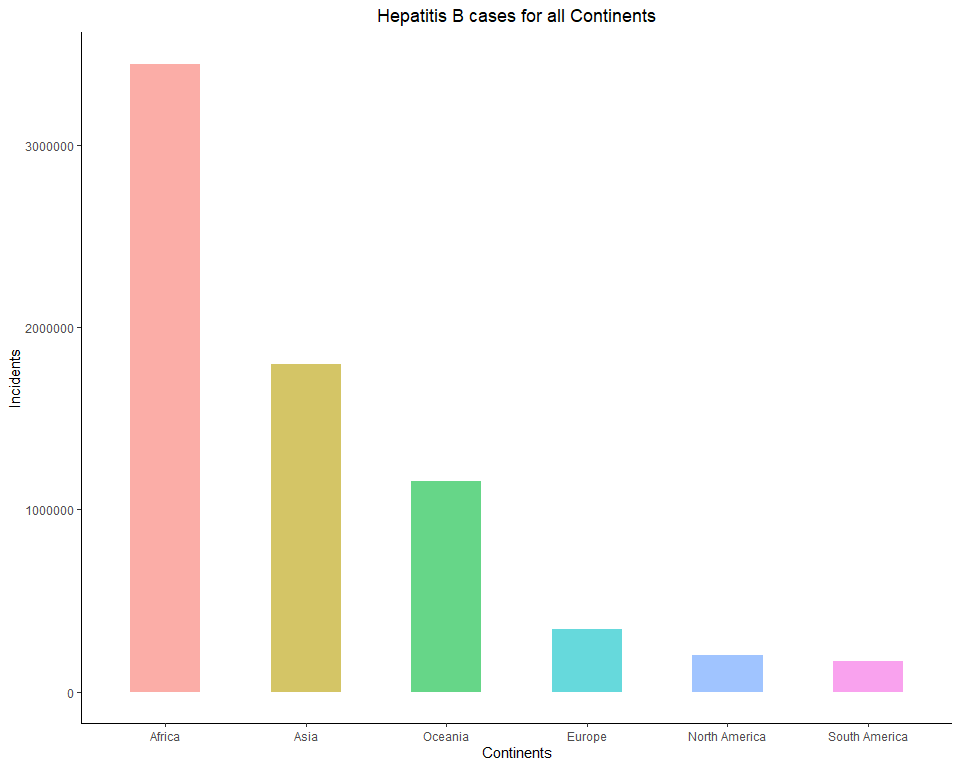 Hepatitis B cases for all Continents
Incidents
3000000
2000000
1000000
0
Africa Asia Oceania Europe North America South America
Continents